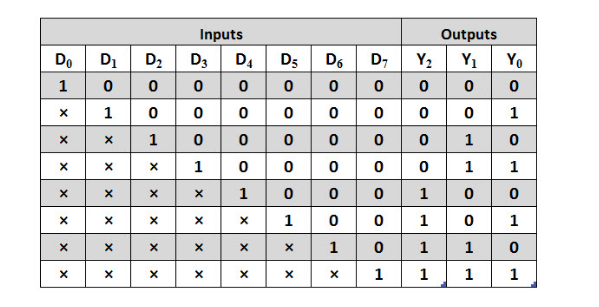 Inputs Outputs
D₀ D₁ D₂ D₃ D₄ D₅ D₆ D₇ Y₂ Y₁ Y₀
1 0 0 0 0 0 0 0 0 0 0
× 1 0 0 0 0 0 0 0 0 1
× × 1 0 0 0 0 0 0 1 0
× × × 1 0 0 0 0 0 1 1
× × × × 1 0 0 0 1 0 0
× × × × × 1 0 0 1 0 1
× × × × × × 1 0 1 1 0
× × × × × × × 1 1 1 1